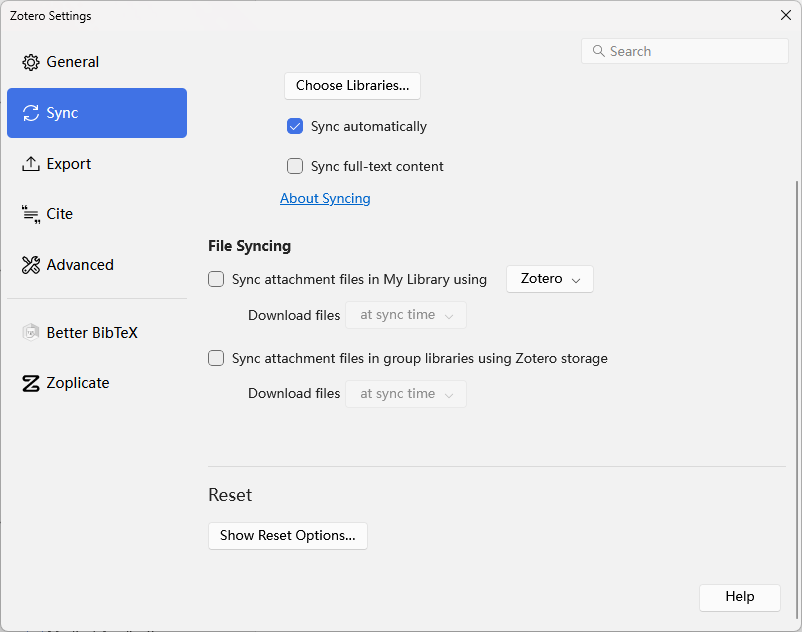 Zotero Settings
General
Search
Choose Libraries...
Sync
Sync automatically
Export
Sync full-text content
About Syncing
Cite
File Syncing
Advanced
Sync attachment files in My Library using Zotero
Download files at sync time
Better BibTeX
Sync attachment files in group libraries using Zotero storage
Zoplicate
Download files at sync time
Reset
Show Reset Options...
Help